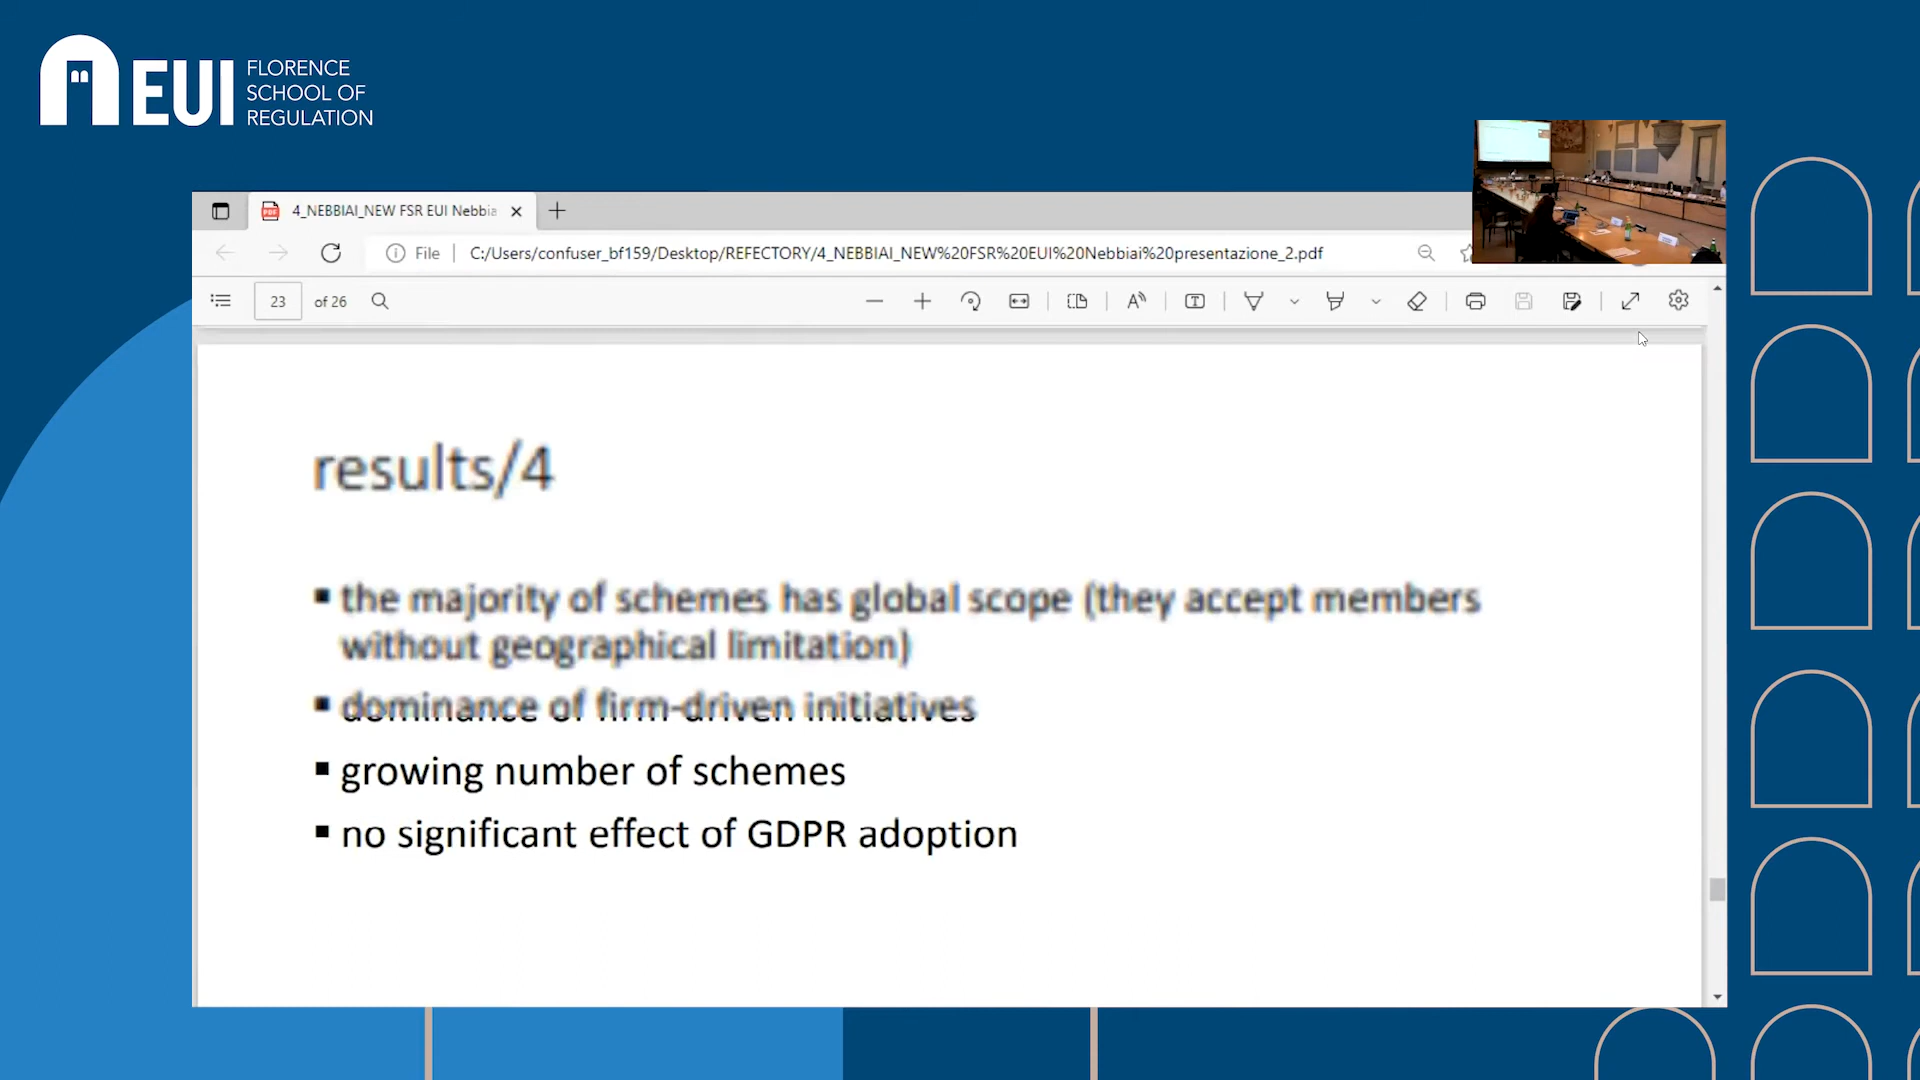 EUI
FLORENCE
SCHOOL OF
REGULATION
4_NEBBIAI_NEW FSR EUI Nebbia
File
C:/Users/confuser_bf159/Desktop/REFECTORY/4_NEBBIAI_NEW%20FSR%20EUI%20Nebbiai%20presentazione_2.pdf
23 of 26
results/4
▪ the majority of schemes has global scope (they accept members
without geographical limitation)
▪ dominance of firm-driven initiatives
▪ growing number of schemes
▪ no significant effect of GDPR adoption